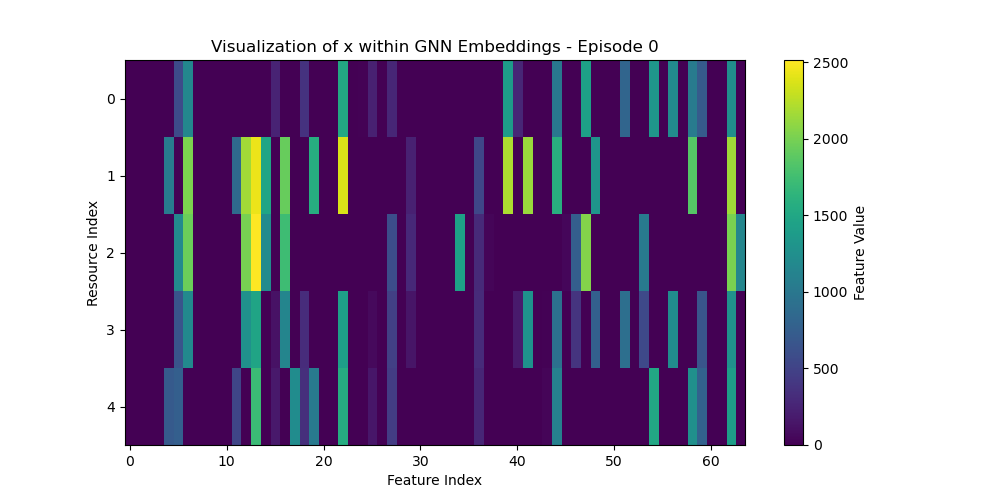 Visualization of x within GNN Embeddings - Episode 0
Resource Index
0
1
2
3
4
0 10 20 30 40 50 60
Feature Index
2500
2000
1500
1000
500
0
Feature Value